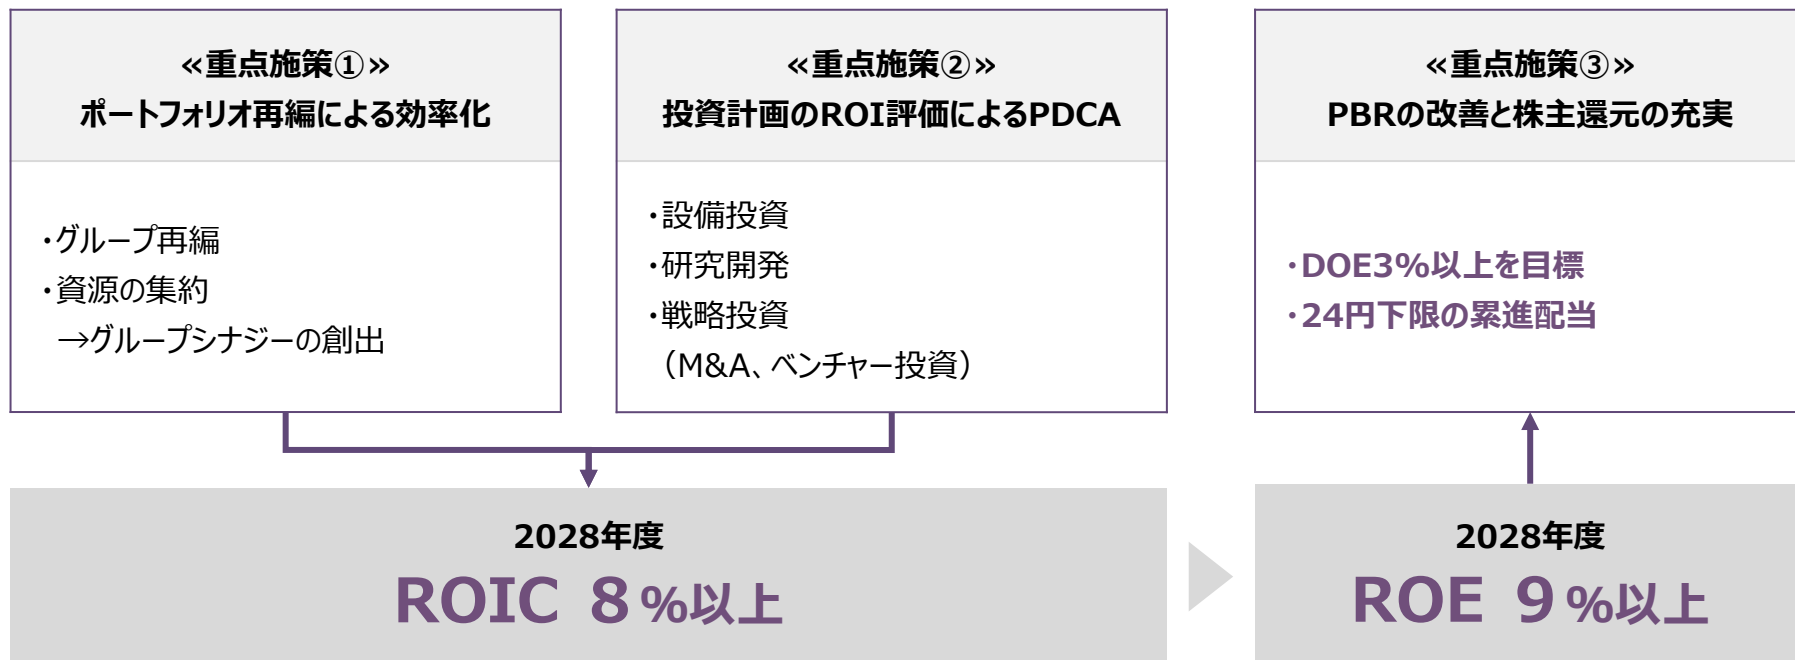 ≪重点施策①≫
ポートフォリオ再編による効率化
・グループ再編
・資源の集約
→グループシナジーの創出
≪重点施策②≫
投資計画のROI評価によるPDCA
・設備投資
・研究開発
・戦略投資
（M&A、ベンチャー投資）
≪重点施策③≫
PBRの改善と株主還元の充実
・DOE3%以上を目標
・24円下限の累進配当
2028年度
ROIC 8%以上
2028年度
ROE 9%以上